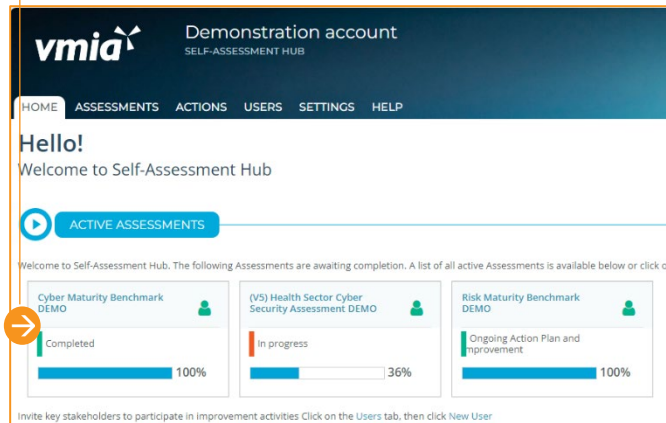 vmia
Demonstration account
SELF-ASSESSMENT HUB
HOME ASSESSMENTS ACTIONS USERS SETTINGS HELP
Hello!
Welcome to Self-Assessment Hub
ACTIVE ASSESSMENTS
Welcome to Self-Assessment Hub. The following Assessments are awaiting completion. A list of all active Assessments is available below or click
Cyber Maturity Benchmark
DEMO
Completed
100%
(V5) Health Sector Cyber
Security Assessment DEMO
In progress
36%
Risk Maturity Benchmark
DEMO
Ongoing Action Plan and
mprovement
100%
Invite key stakeholders to participate in improvement activities Click on the Users tab, then click New User